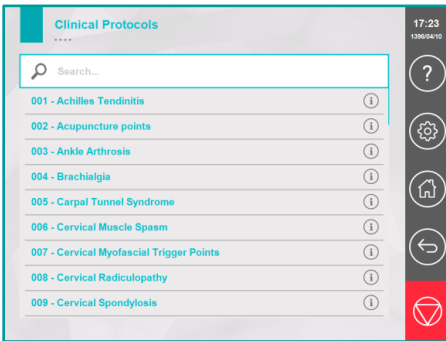 Clinical Protocols
----
17:23
1396/04/10
Search...
?
001 - Achilles Tendinitis
002 - Acupuncture points
003 - Ankle Arthrosis
004 - Brachialgia
005 - Carpal Tunnel Syndrome
006 - Cervical Muscle Spasm
007 - Cervical Myofascial Trigger Points
008 - Cervical Radiculopathy
009 - Cervical Spondylosis